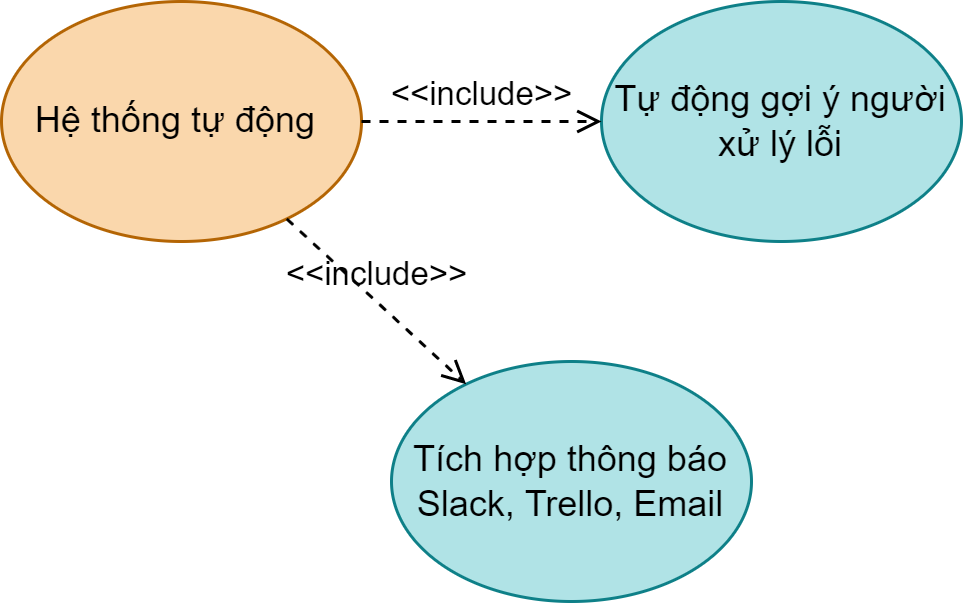 Hệ thống tự động
<<include>>
Tự động gợi ý người
xử lý lỗi
<<include>>
Tích hợp thông báo
Slack, Trello, Email